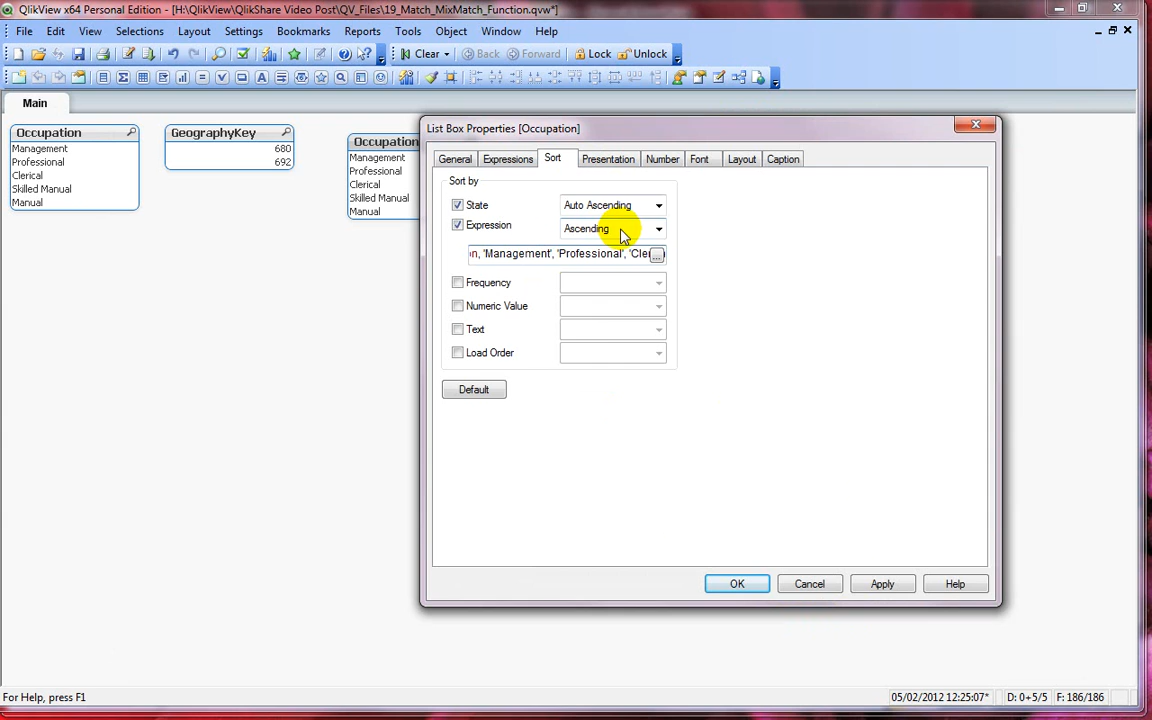 QlikView x64 Personal Edition - [H:\QlikView\QlikShare Video Post\QV_Files\19_Match_MixMatch_Function.qvw*]
File Edit View Selections Layout Settings Bookmarks Reports Tools Object Window Help
Clear Back Forward Lock Unlock
Main
Occupation
Management
Professional
Clerical
Skilled Manual
Manual
GeographyKey
680
692
Occupation
Management
Professional
Clerical
Skilled Manual
Manual
List Box Properties [Occupation]
General Expressions Sort Presentation Number Font Layout Caption
Sort by
State Auto Ascending
Expression Ascending
'Management', 'Professional', ...
Frequency
Numeric Value
Text
Load Order
Default
OK Cancel Apply Help
For Help, press F1 05/02/2012 12:25:07* D: 0+5/5 F: 186/186